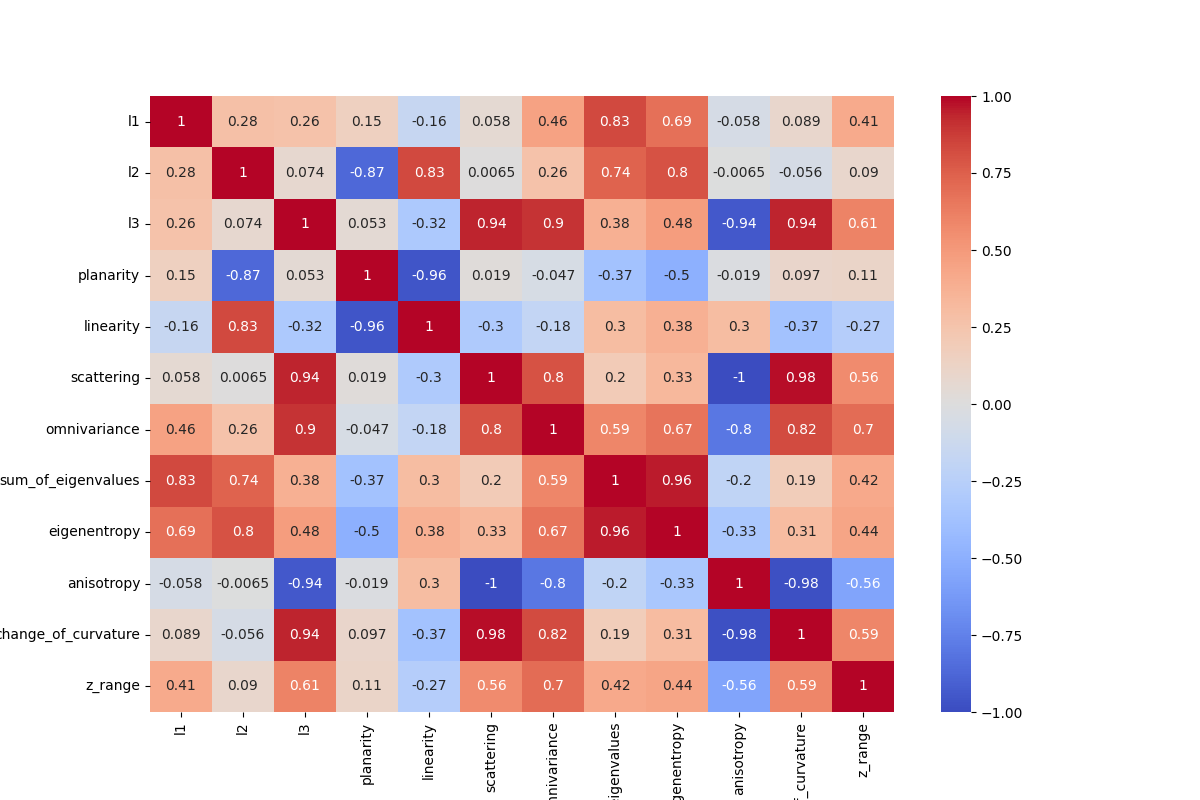 l1 1 0.28 0.26 0.15 -0.16 0.058 0.46 0.83 0.69 -0.058 0.089 0.41
l2 0.28 1 0.074 -0.87 0.83 0.0065 0.26 0.74 0.8 -0.0065 -0.056 0.09
l3 0.26 0.074 1 0.053 -0.32 0.94 0.9 0.38 0.48 -0.94 0.94 0.61
planarity 0.15 -0.87 0.053 1 -0.96 0.019 -0.047 -0.37 -0.5 -0.019 0.097 0.11
linearity -0.16 0.83 -0.32 -0.96 1 -0.3 -0.18 0.3 0.38 0.3 -0.37 -0.27
scattering 0.058 0.0065 0.94 0.019 -0.3 1 0.8 0.2 0.33 -1 0.98 0.56
omnivariance 0.46 0.26 0.9 -0.047 -0.18 0.8 1 0.59 0.67 -0.8 0.82 0.7
sum_of_eigenvalues 0.83 0.74 0.38 -0.37 0.3 0.2 0.59 1 0.96 -0.2 0.19 0.42
eigenentropy 0.69 0.8 0.48 -0.5 0.38 0.33 0.67 0.96 1 -0.33 0.31 0.44
anisotropy -0.058 -0.0065 -0.94 -0.019 0.3 -1 -0.8 -0.2 -0.33 1 -0.98 -0.56
change_of_curvature 0.089 -0.056 0.94 0.097 -0.37 0.98 0.82 0.19 0.31 -0.98 1 0.59
z_range 0.41 0.09 0.61 0.11 -0.27 0.56 0.7 0.42 0.44 -0.56 0.59 1
l1
l2
l3
planarity
linearity
scattering
mnivariance
eigenvalues
genentropy
anisotropy
f_curvature
z_range
1.00
0.75
0.50
0.25
0.00
−0.25
−0.50
−0.75
−1.00